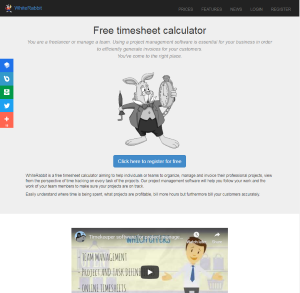 WhiteRabbit
PRICES FEATURES NEWS LOGIN REGISTER
Free timesheet calculator
You are a freelancer or manage a team. Using a project management software is essential for your business in order
to efficiently generate invoices for your customers.
You've come to the right place.
Click here to register for free
WhiteRabbit is a free timesheet calculator aiming to help individuals or teams to organize, manage and invoice their professional projects, view
from the perspective of time tracking on every task of the projects. Our project management software will help you follow your work and the
work of your team members to make sure your projects are on track.
Easily understand where time is being spent, what projects are profitable, bill more hours but furthermore bill your customers accurately.
Timekeeper software for project manage
- TEAM MANAGEMENT
- PROJECT AND TASK DEFINI
- ONLINE TIMESHEETS